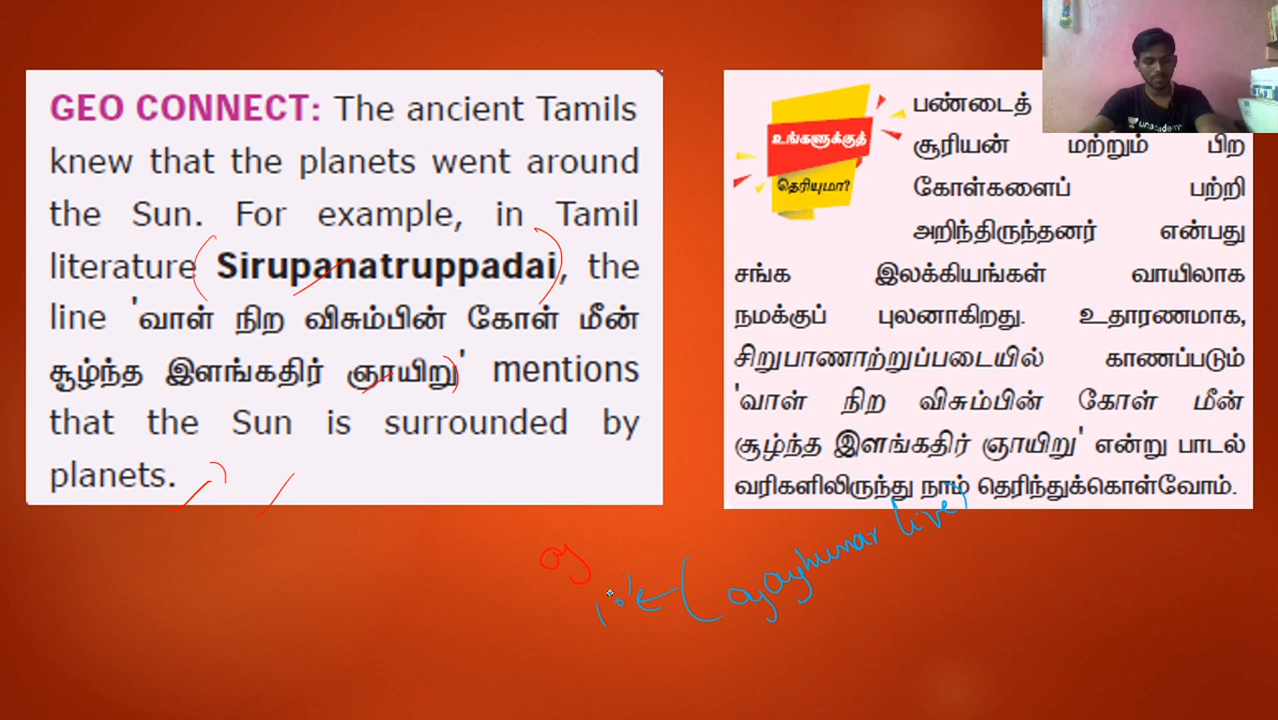 GEO CONNECT: The ancient Tamils
knew that the planets went around
the Sun. For example, in Tamil
literature Sirupanatruppadai, the
line 'வாள் நிற விசும்பின் கோள் மீன்
சூழ்ந்த இளங்கதிர் ஞாயிறு' mentions
that the Sun is surrounded by
planets.
உங்களுக்குத்
தெரியுமா?
பண்டைத்
சூரியன் மற்றும் பிற
கோள்களைப் பற்றி
அறிந்திருந்தனர் என்பது
சங்க இலக்கியங்கள் வாயிலாக
நமக்குப் புலனாகிறது. உதாரணமாக,
சிறுபாணாற்றுப்படையில் காணப்படும்
'வாள் நிற விசும்பின் கோள் மீன்
சூழ்ந்த இளங்கதிர் ஞாயிறு' என்று பாடல்
வரிகளிலிருந்து நாம் தெரிந்துக்கொள்வோம்.
unacademy
(ajaykumar live)